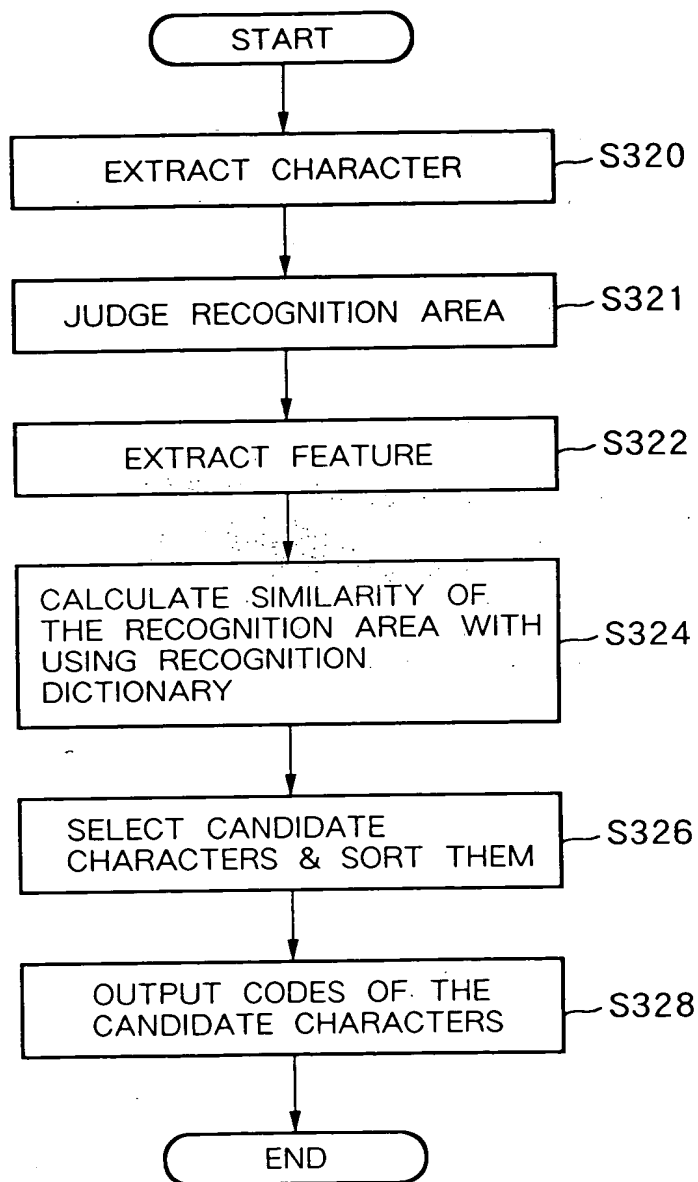 START
EXTRACT CHARACTER
S320
JUDGE RECOGNITION AREA
S321
EXTRACT FEATURE
S322
CALCULATE SIMILARITY OF
THE RECOGNITION AREA WITH
USING RECOGNITION
DICTIONARY
S324
SELECT CANDIDATE
CHARACTERS & SORT THEM
S326
OUTPUT CODES OF THE
CANDIDATE CHARACTERS
S328
END